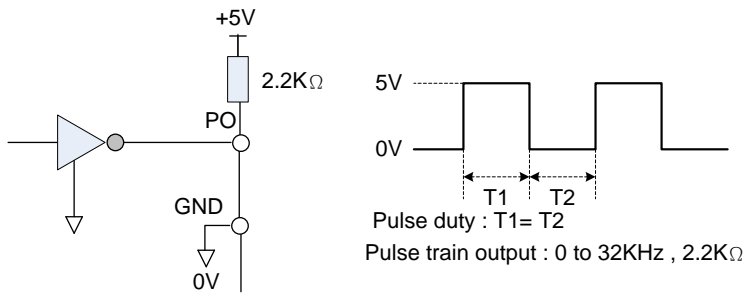 +5V
2.2KΩ
PO
GND
0V
5V
0V
T1 T2
Pulse duty : T1= T2
Pulse train output : 0 to 32KHz , 2.2KΩ